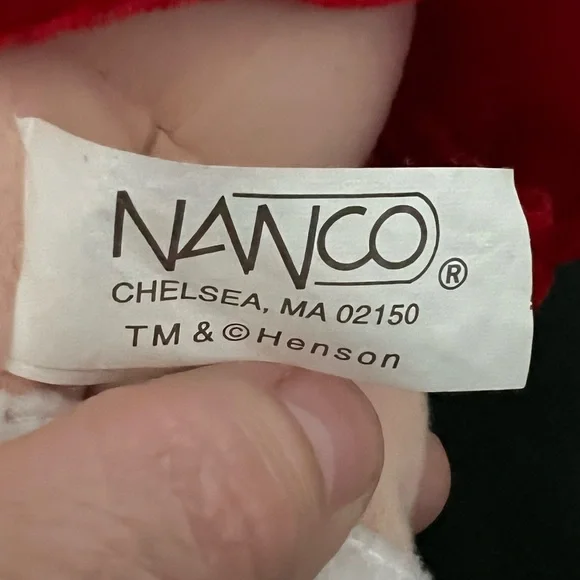 NANCO®
CHELSEA, MA 02150
TM & © Henson